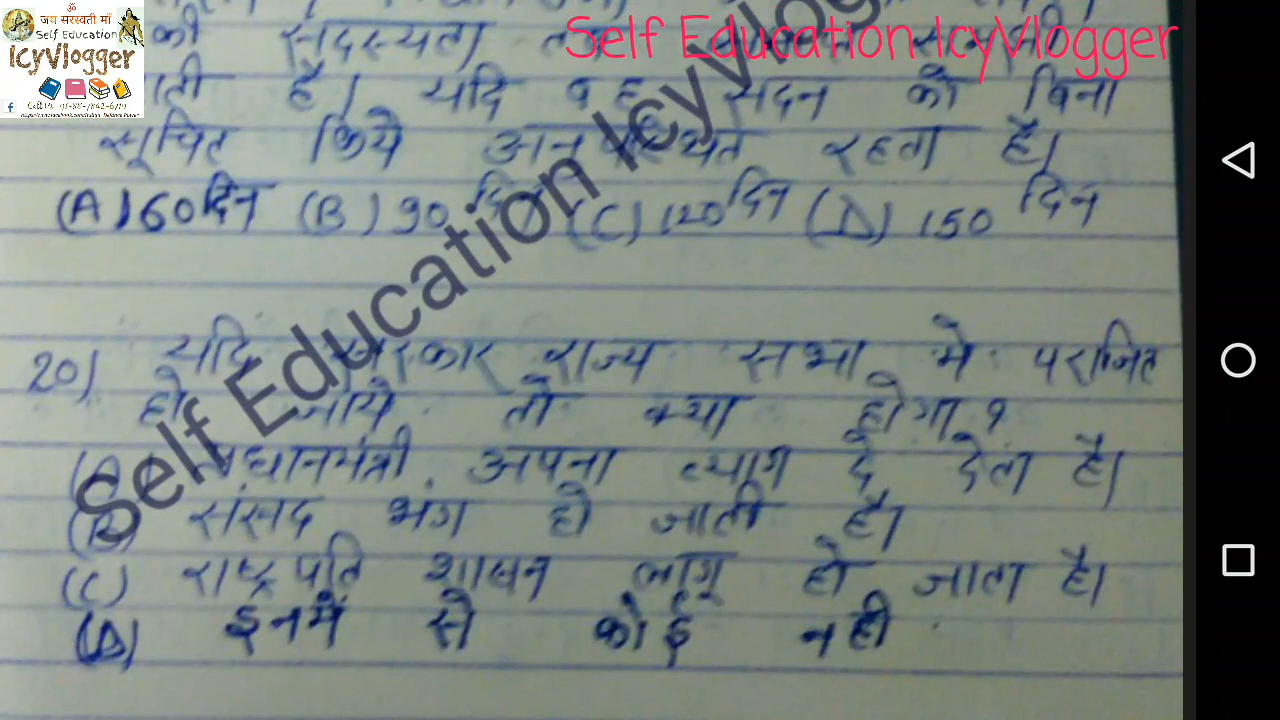 ॐ
जय सरस्वती माँ
Self Education
IcyVlogger
Self Education IcyVlogger
की सदस्यता
है। यदि वह सदन को बिना
सूचित किये अनुपस्थित रहता है।
(A) 60 दिन (B) 90 दिन (C) 120 दिन (D) 150 दिन
Self Education IcyVlogger
20) यदि सरकार राज्य सभा मे पराजित
हो जाये तो क्या होगा ?
(A) प्रधानमंत्री अपना त्याग दे देता है।
(B) संसद भंग हो जाती है।
(C) राष्ट्रपति शासन लागू हो जाता है।
(D) इनमें से कोई नही